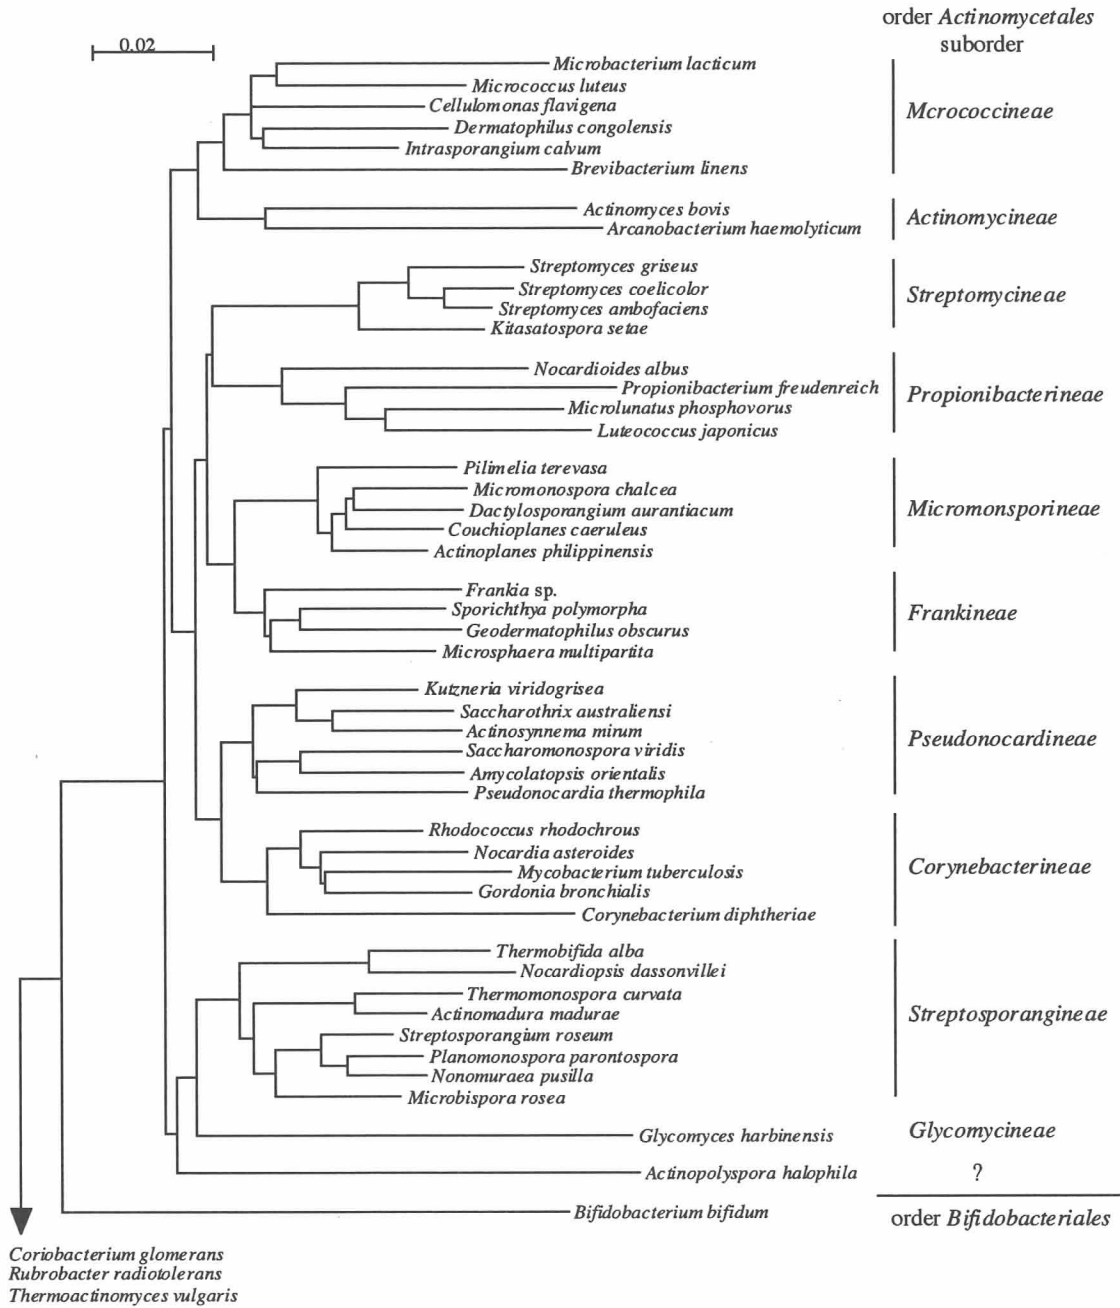 order Actinomycetales
suborder
0.02
Microbacterium lacticum
Micrococcus luteus
Cellulomonas flavigena
Dermatophilus congolensis
Intrasporangium calvum
Brevibacterium linens
Mcrococcineae
Actinomyces bovis
Arcanobacterium haemolyticum
Actinomycineae
Streptomyces griseus
Streptomyces coelicolor
Streptomyces ambofaciens
Kitasatospora setae
Streptomycineae
Nocardioides albus
Propionibacterium freudenreich
Microlunatus phosphovorus
Luteococcus japonicus
Propionibacterineae
Pilimelia terevasa
Micromonospora chalcea
Dactylosporangium aurantiacum
Couchioplanes caeruleus
Actinoplanes philippinensis
Micromonsporineae
Frankia sp.
Sporichthya polymorpha
Geodermatophilus obscurus
Microsphaera multipartita
Frankineae
Kutzneria viridogrisea
Saccharothrix australiensi
Actinosynnema mirum
Saccharomonospora viridis
Amycolatopsis orientalis
Pseudonocardia thermophila
Pseudonocardineae
Rhodococcus rhodochrous
Nocardia asteroides
Mycobacterium tuberculosis
Gordonia bronchialis
Corynebacterium diphtheriae
Corynebacterineae
Thermobifida alba
Nocardiopsis dassonvillei
Thermomonospora curvata
Actinomadura madurae
Streptosporangium roseum
Planomonospora parontospora
Nonomuraea pusilla
Microbispora rosea
Streptosporangineae
Glycomyces harbinensis
Glycomycineae
Actinopolyspora halophila
?
Bifidobacterium bifidum
order Bifidobacteriales
Coriobacterium glomerans
Rubrobacter radiotolerans
Thermoactinomyces vulgaris